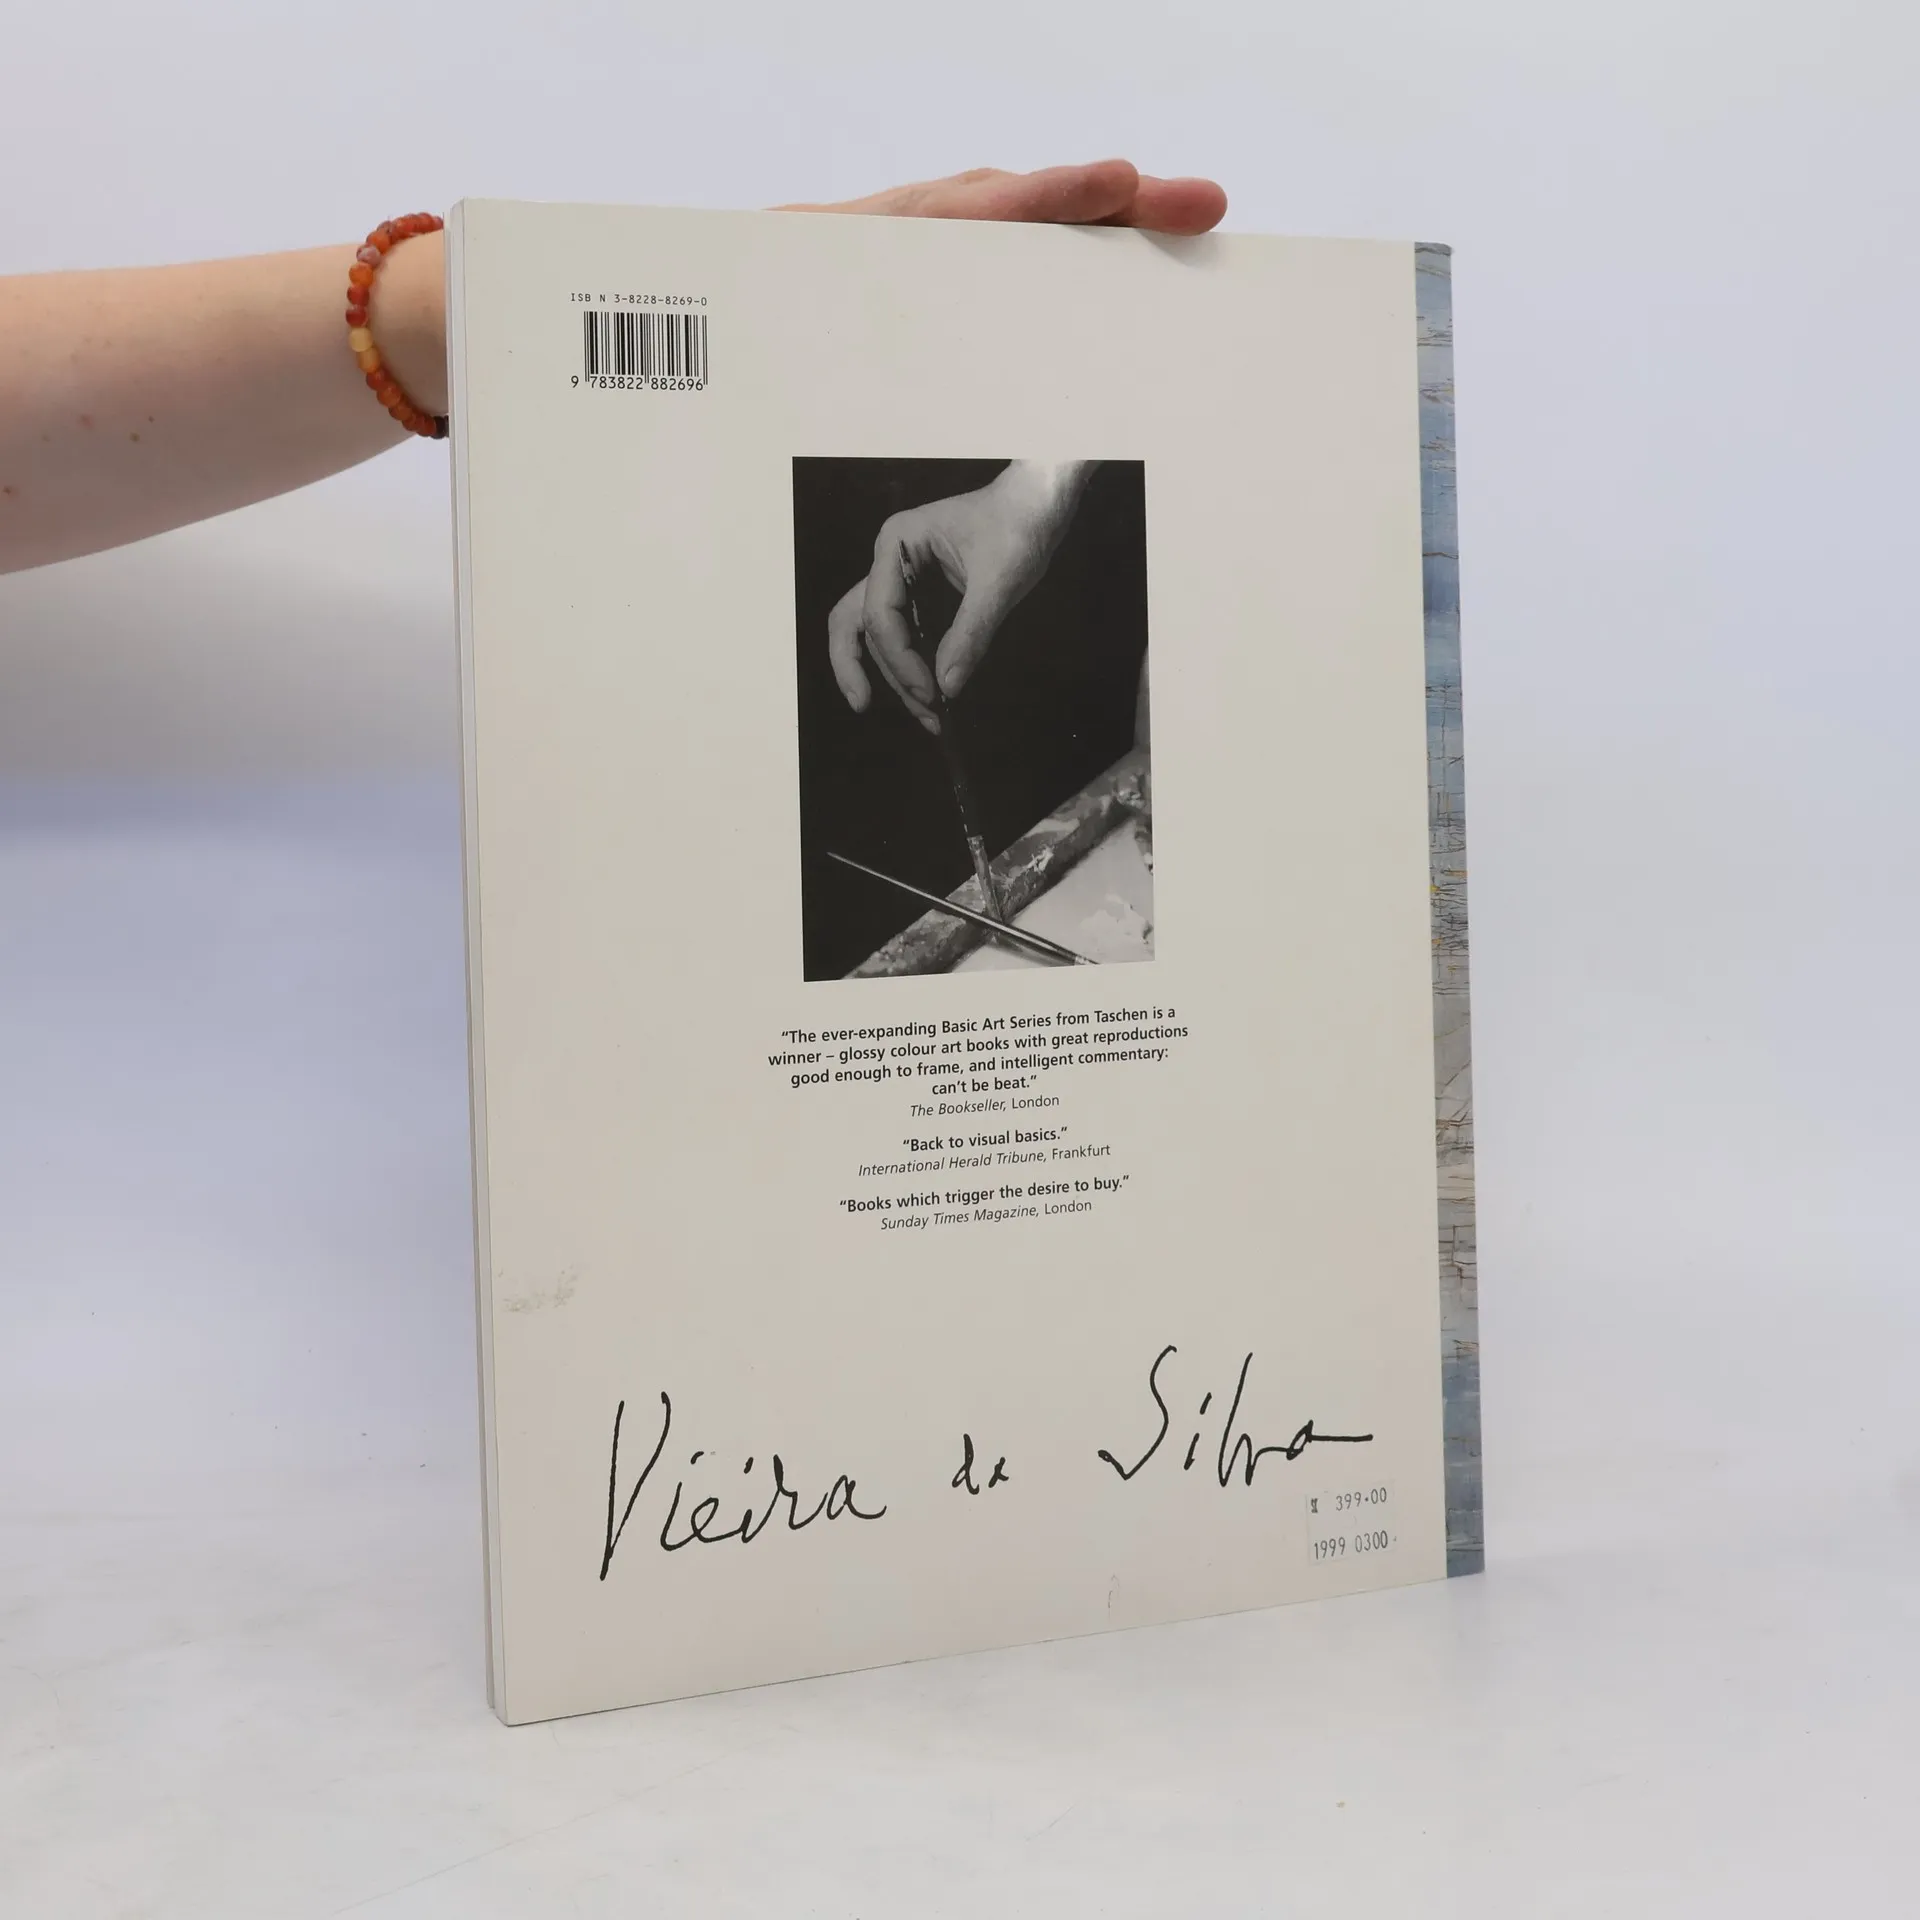 ISBN 3-8228-8269-0
9 783822 882696
“The ever-expanding Basic Art Series from Taschen is a
winner – glossy colour art books with great reproductions
good enough to frame, and intelligent commentary:
can’t be beat.”
The Bookseller, London
“Back to visual basics.”
International Herald Tribune, Frankfurt
“Books which trigger the desire to buy.”
Sunday Times Magazine, London
Vieira da Silva
399·00
1999 0300